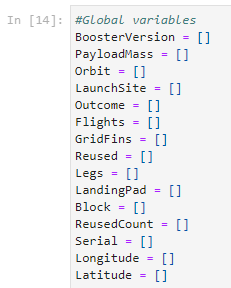 In [14]: #Global variables
BoosterVersion = []
PayloadMass = []
Orbit = []
LaunchSite = []
Outcome = []
Flights = []
GridFins = []
Reused = []
Legs = []
LandingPad = []
Block = []
ReusedCount = []
Serial = []
Longitude = []
Latitude = []